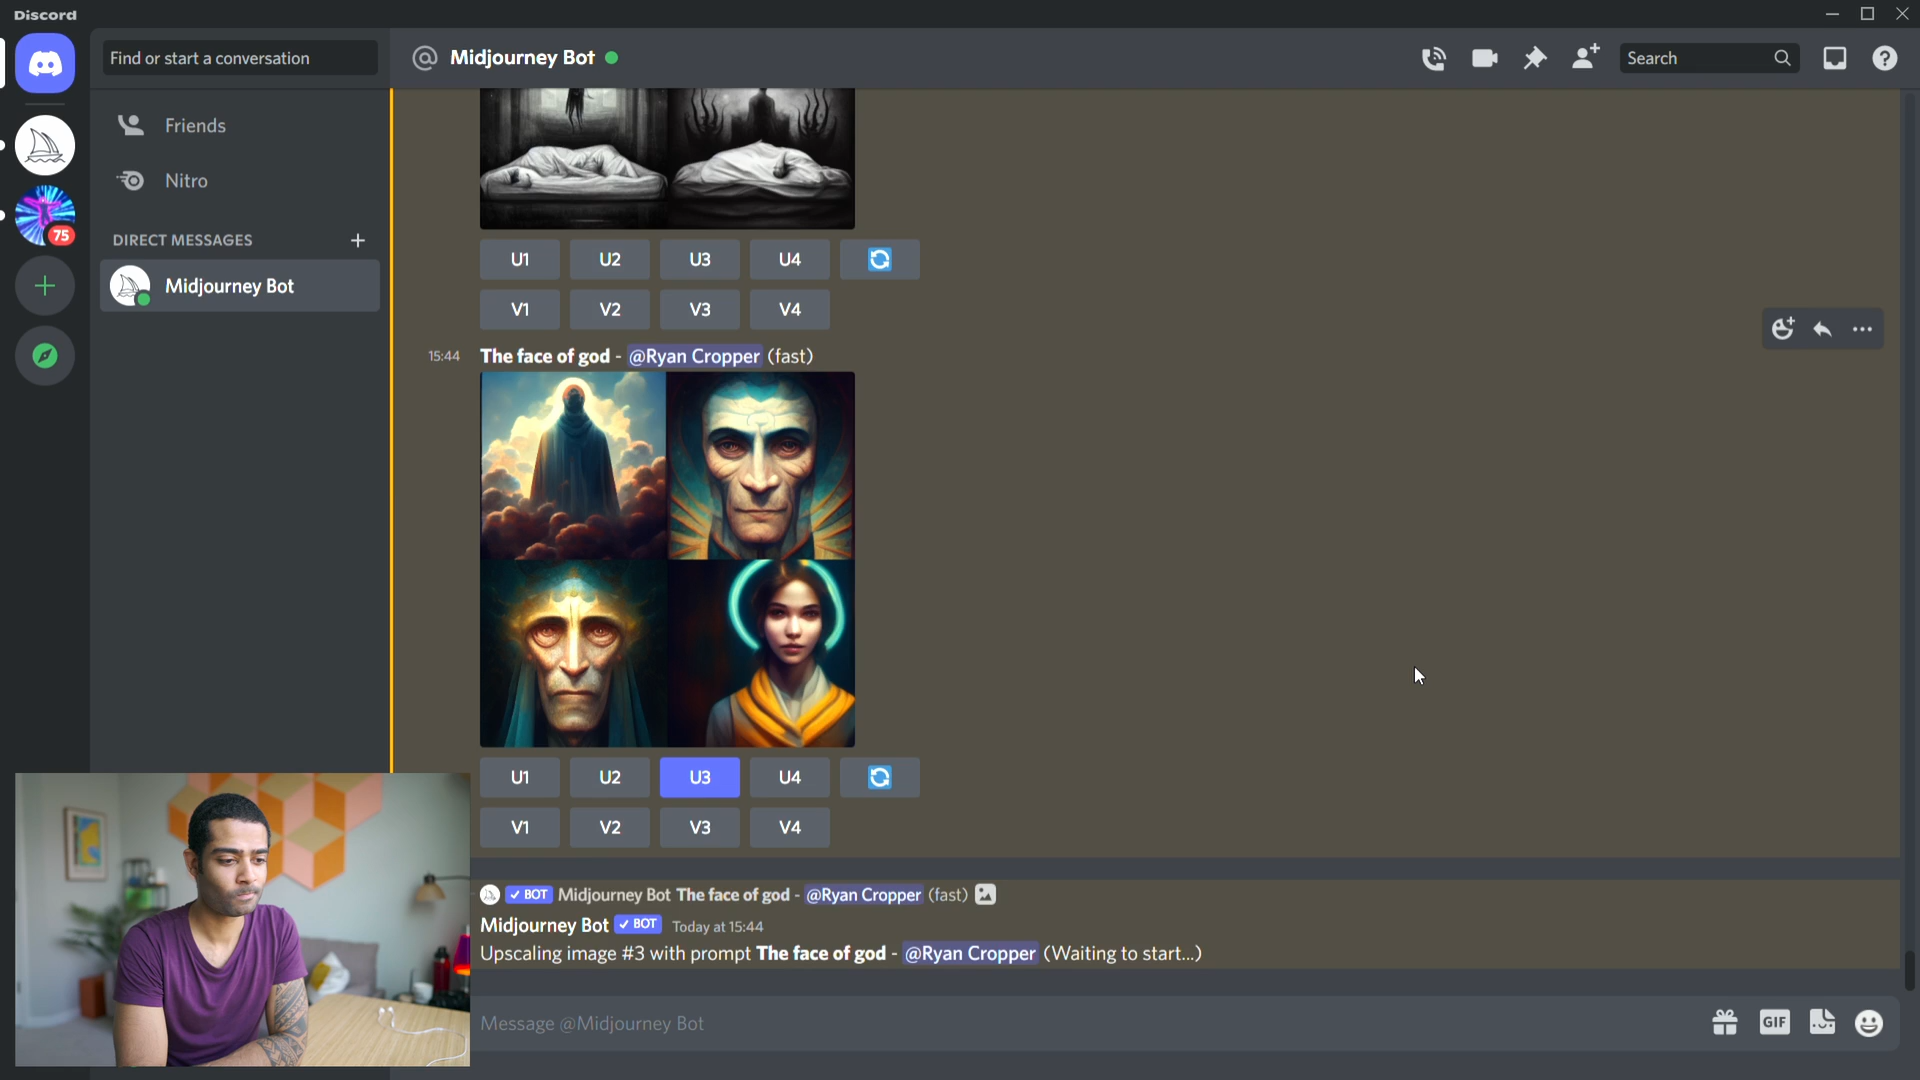 Discord
Find or start a conversation
Midjourney Bot
Search
Friends
Nitro
75
DIRECT MESSAGES
Midjourney Bot
U1 U2 U3 U4
V1 V2 V3 V4
15:44 The face of god - @Ryan Cropper (fast)
U1 U2 U3 U4
V1 V2 V3 V4
BOT Midjourney Bot The face of god - @Ryan Cropper (fast)
Midjourney Bot BOT Today at 15:44
Upscaling image #3 with prompt The face of god - @Ryan Cropper (Waiting to start...)
Message @Midjourney Bot
GIF